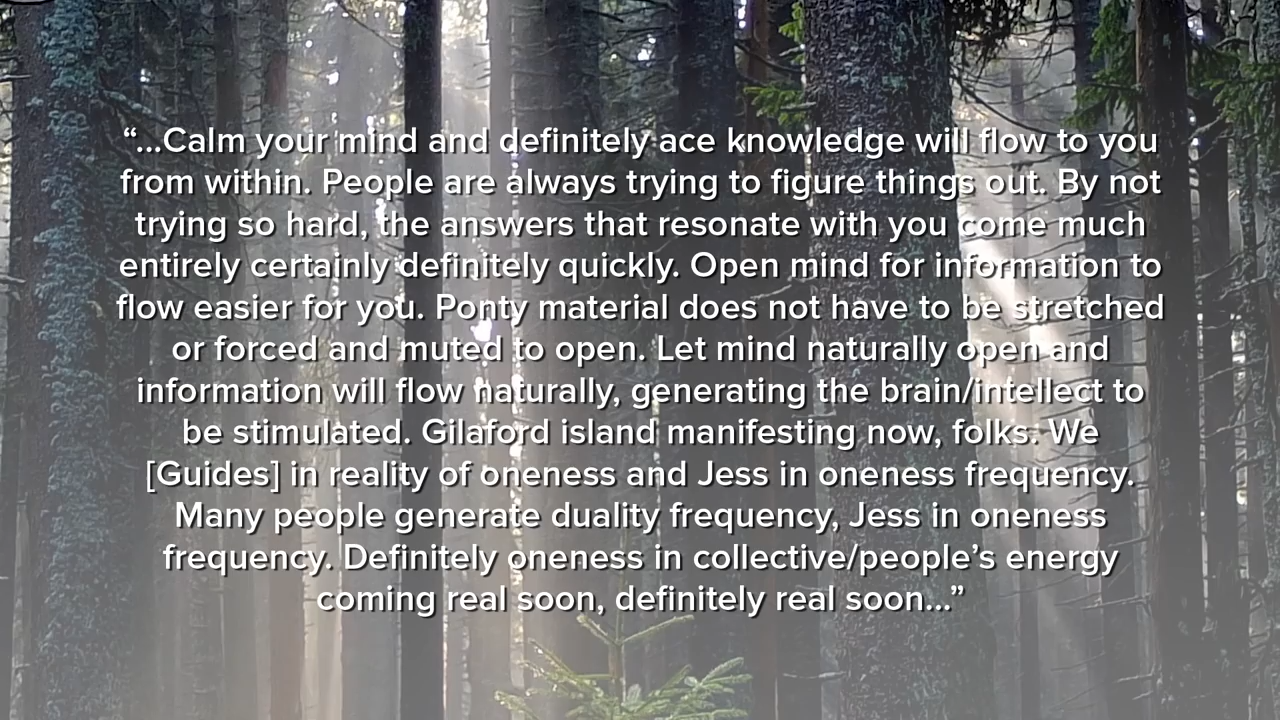 “...Calm your mind and definitely ace knowledge will flow to you
from within. People are always trying to figure things out. By not
trying so hard, the answers that resonate with you come much
entirely certainly definitely quickly. Open mind for information to
flow easier for you. Ponty material does not have to be stretched
or forced and muted to open. Let mind naturally open and
information will flow naturally, generating the brain/intellect to
be stimulated. Gilaford island manifesting now, folks. We
[Guides] in reality of oneness and Jess in oneness frequency.
Many people generate duality frequency, Jess in oneness
frequency. Definitely oneness in collective/people’s energy
coming real soon, definitely real soon...”